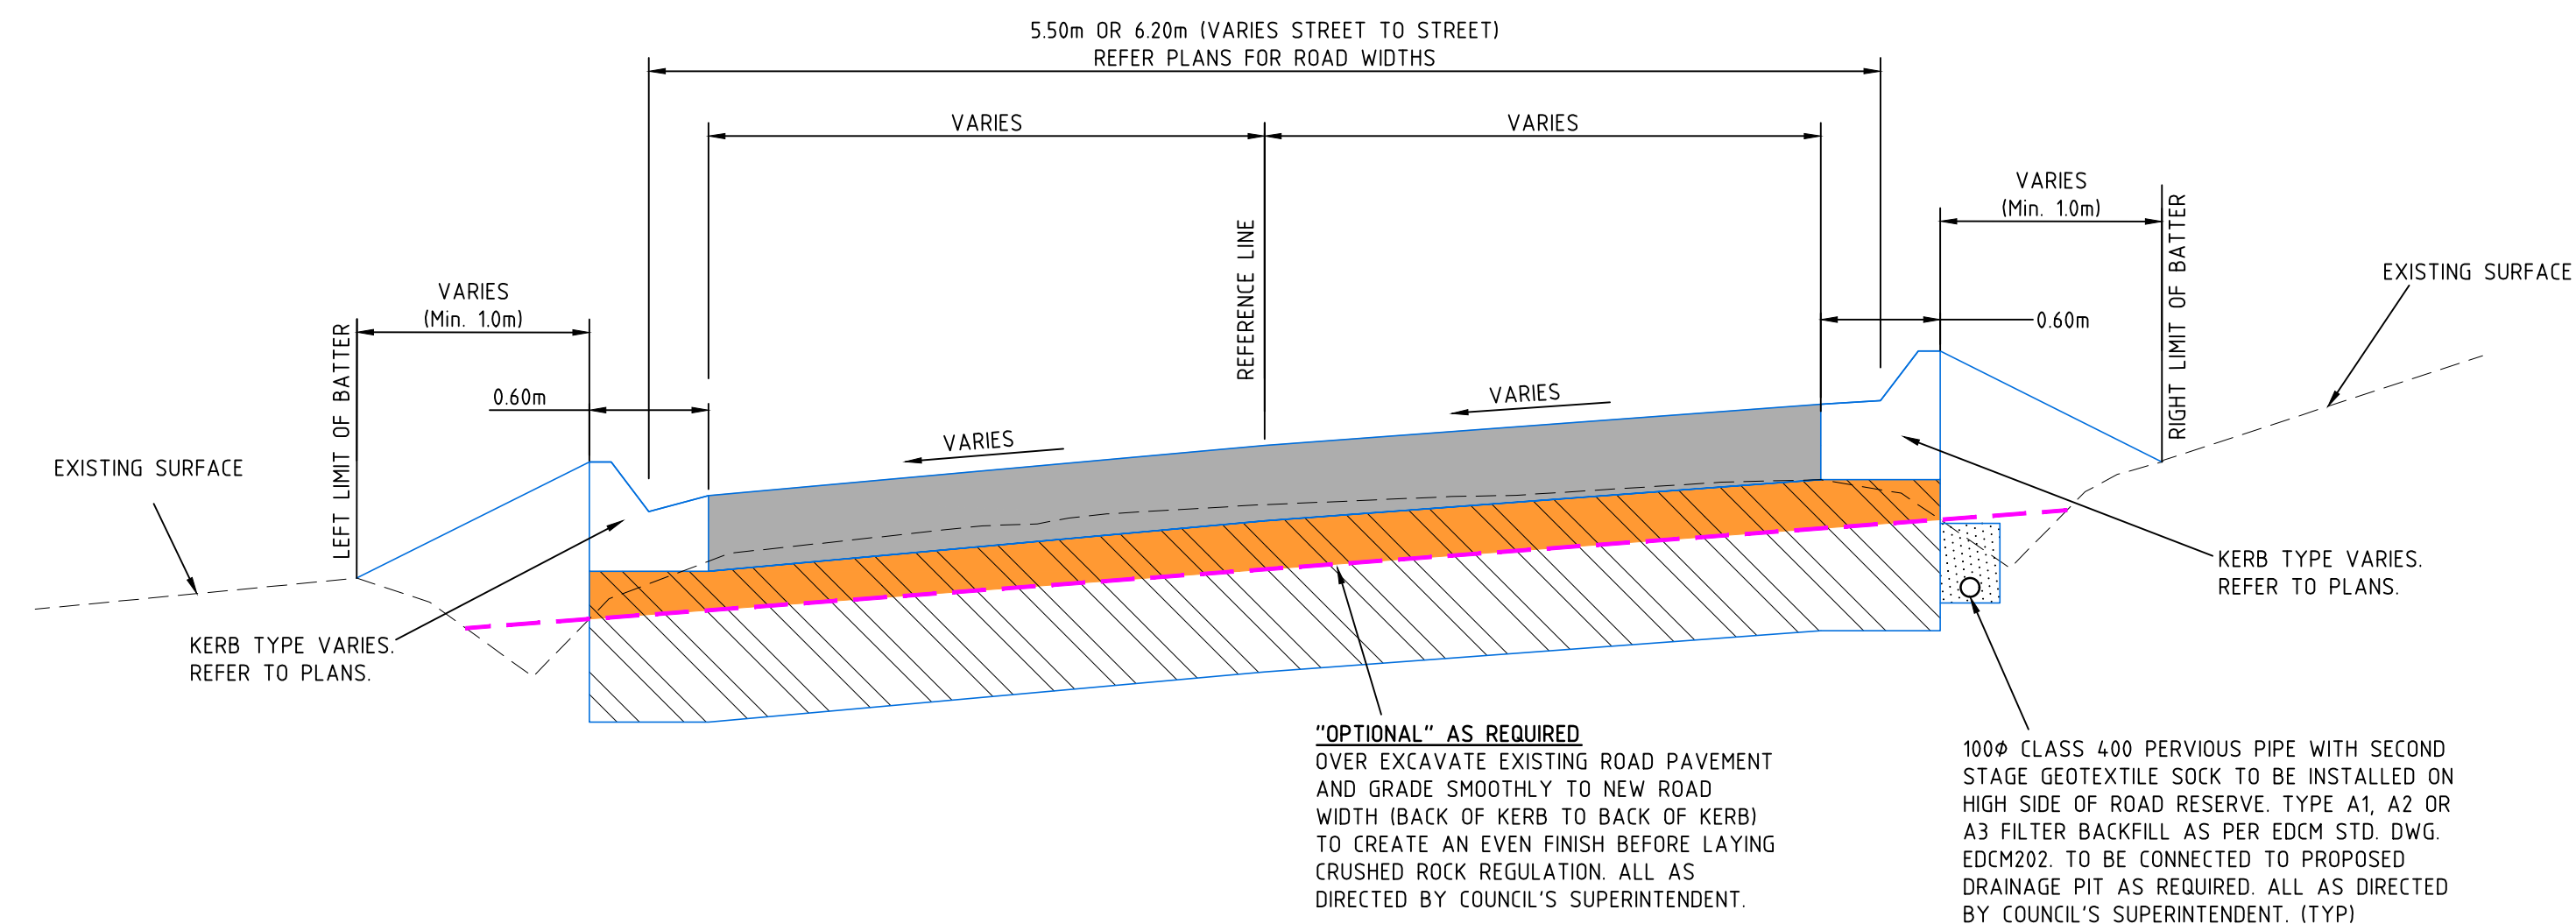 5.50m OR 6.20m (VARIES STREET TO STREET)
REFER PLANS FOR ROAD WIDTHS
VARIES
VARIES
VARIES
(Min. 1.0m)
RIGHT LIMIT OF BATTER
REFERENCE LINE
EXISTING SURFACE
VARIES
(Min. 1.0m)
LEFT LIMIT OF BATTER
0.60m
0.60m
VARIES
VARIES
EXISTING SURFACE
KERB TYPE VARIES.
REFER TO PLANS.
KERB TYPE VARIES.
REFER TO PLANS.
"OPTIONAL" AS REQUIRED
OVER EXCAVATE EXISTING ROAD PAVEMENT
AND GRADE SMOOTHLY TO NEW ROAD
WIDTH (BACK OF KERB TO BACK OF KERB)
TO CREATE AN EVEN FINISH BEFORE LAYING
CRUSHED ROCK REGULATION. ALL AS
DIRECTED BY COUNCIL'S SUPERINTENDENT.
100Ø CLASS 400 PERVIOUS PIPE WITH SECOND
STAGE GEOTEXTILE SOCK TO BE INSTALLED ON
HIGH SIDE OF ROAD RESERVE. TYPE A1, A2 OR
A3 FILTER BACKFILL AS PER EDCM STD. DWG.
EDCM202. TO BE CONNECTED TO PROPOSED
DRAINAGE PIT AS REQUIRED. ALL AS DIRECTED
BY COUNCIL'S SUPERINTENDENT. (TYP)